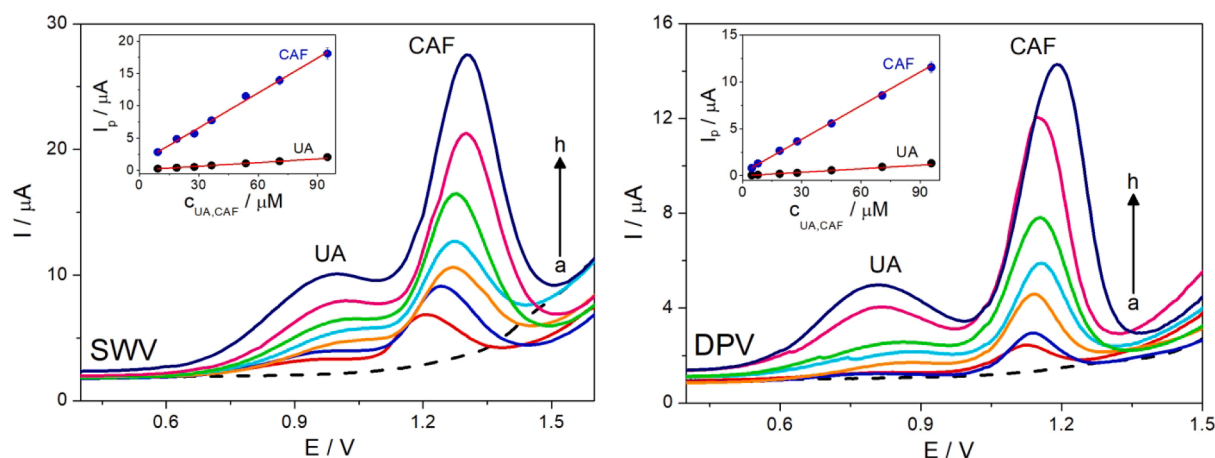 30
20
10
0
I / μA
0.6
0.9
1.2
1.5
E / V
SWV
UA
CAF
h
a
20
15
10
5
0
I_p / μA
0
30
60
90
c_UA,CAF / μM
CAF
UA
16
12
8
4
0
I / μA
0.6
0.9
1.2
1.5
E / V
DPV
UA
CAF
h
a
15
10
5
0
I_p / μA
0
30
60
90
c_UA,CAF / μM
CAF
UA